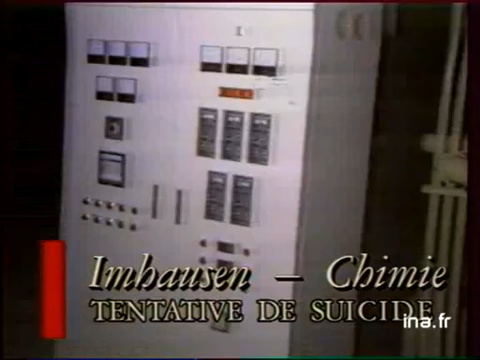 Imhausen – Chimie
TENTATIVE DE SUICIDE
ina.fr